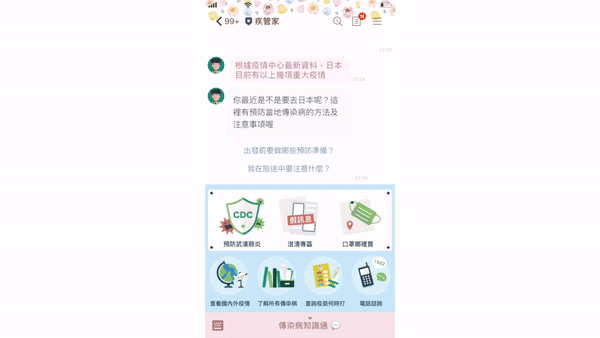 99+ 疾管家
N
22:59
根據疫情中心最新資料，日本
目前有以上幾項重大疫情
22:59
你最近是不是要去日本呢？這
裡有預防當地傳染病的方法及
注意事項喔
出發前要做哪些預防準備？
我在旅途中要注意什麼？
22:59
CDC
假訊息
預防武漢肺炎
澄清專區
口罩哪裡買
1922
查看國內外疫情
了解所有傳染病
查詢疫苗何時打
電話諮詢
傳染病知識通